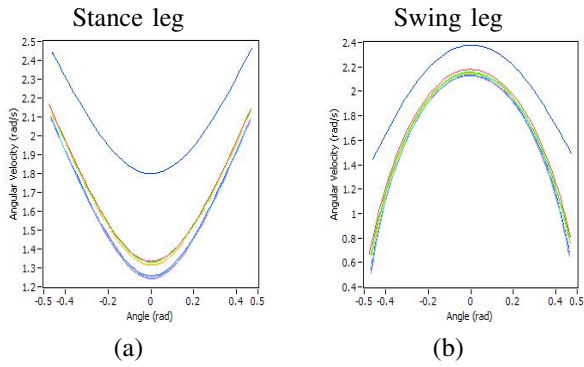 Stance leg
Swing leg
Angular Velocity (rad/s)
2.5
2.4
2.3
2.2
2.1
2.0
1.9
1.8
1.7
1.6
1.5
1.4
1.3
1.2
-0.5 -0.4 -0.2 0 0.2 0.4 0.5
Angle (rad)
(a)
Angular Velocity (rad/s)
2.4
2.2
2
1.8
1.6
1.4
1.2
1
0.8
0.6
0.4
-0.5 -0.4 -0.2 0 0.2 0.4 0.5
Angle (rad)
(b)